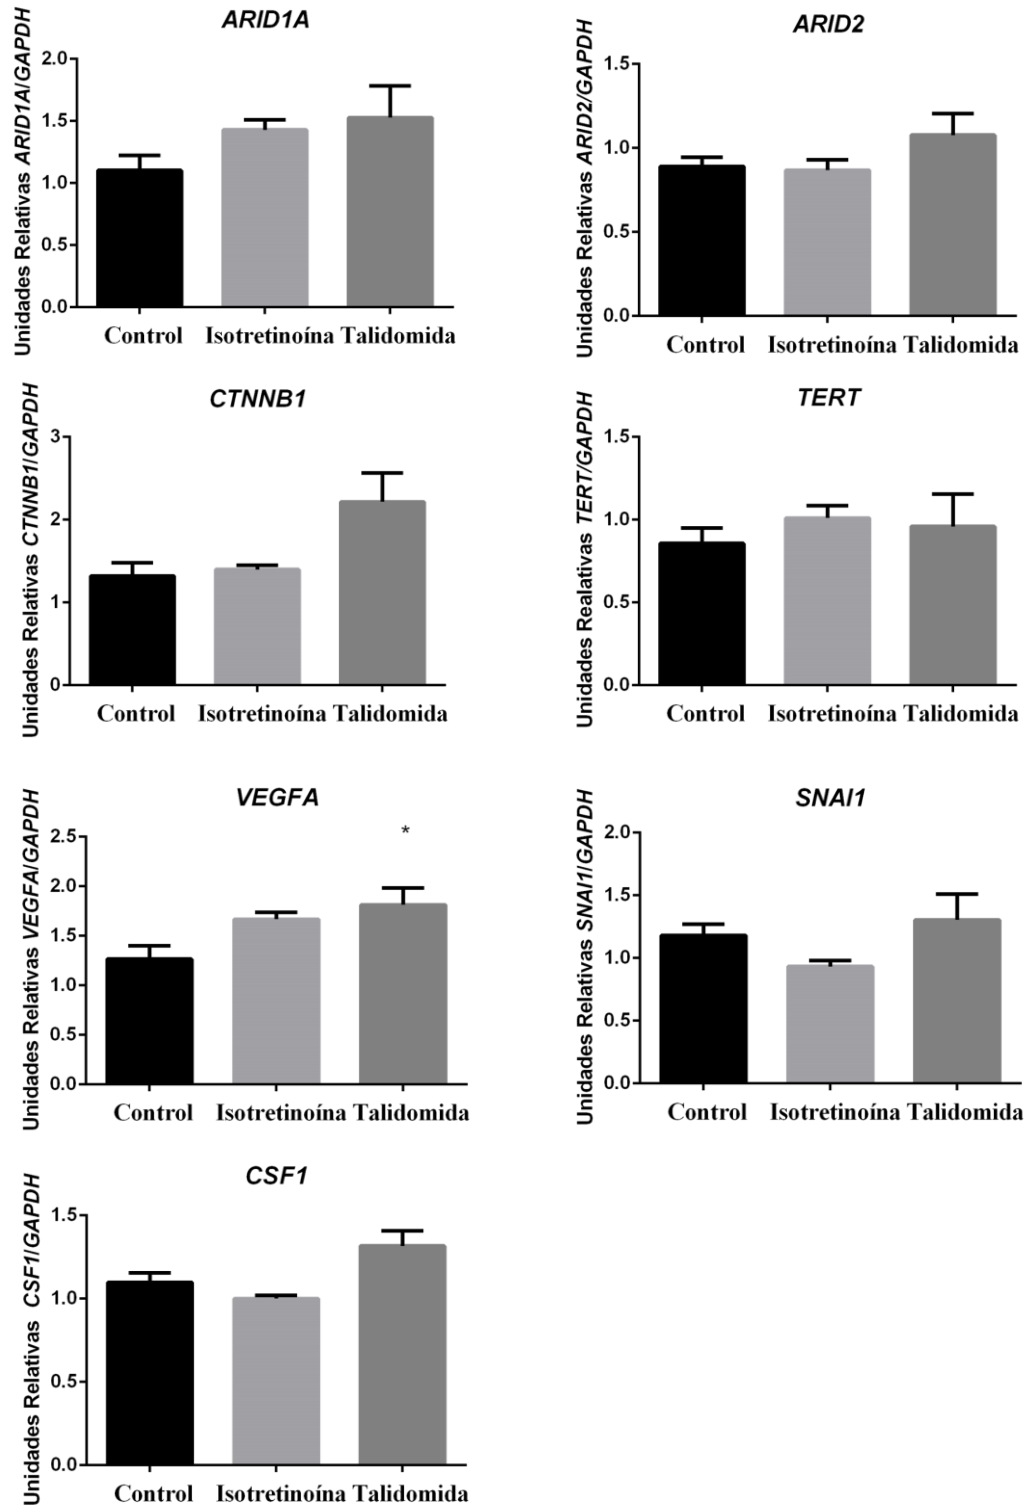 ARID1A
Unidades Relativas ARID1A/GAPDH
2.0
1.5
1.0
0.5
0.0
Control Isotretinoína Talidomida
ARID2
Unidades Relativas ARID2/GAPDH
1.5
1.0
0.5
0.0
Control Isotretinoína Talidomida
CTNNB1
Unidades Relativas CTNNB1/GAPDH
3
2
1
0
Control Isotretinoína Talidomida
TERT
Unidades Realativas TERT/GAPDH
1.5
1.0
0.5
0.0
Control Isotretinoína Talidomida
VEGFA
Unidades Relativas VEGFA/GAPDH
2.5
2.0
1.5
1.0
0.5
0.0
*
Control Isotretinoína Talidomida
SNAI1
Unidades Relativas SNAI1/GAPDH
2.0
1.5
1.0
0.5
0.0
Control Isotretinoína Talidomida
CSF1
Unidades Relativas CSF1/GAPDH
1.5
1.0
0.5
0.0
Control Isotretinoína Talidomida